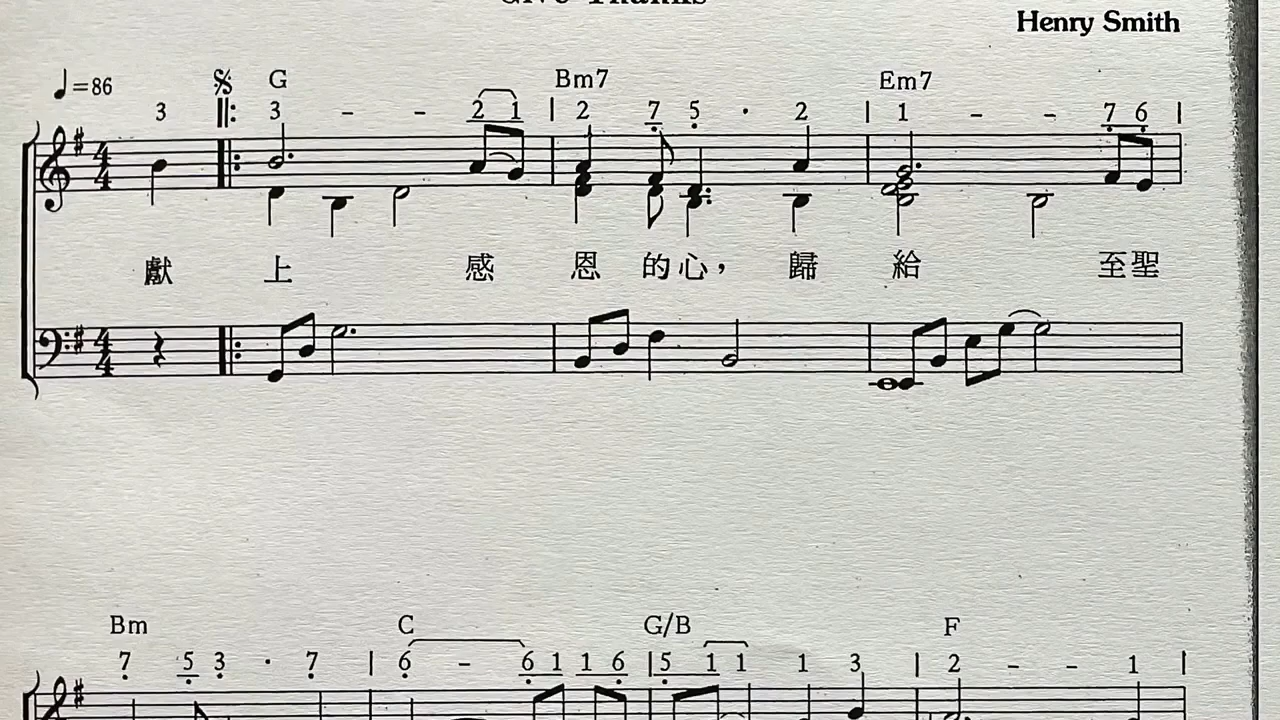 Give Thanks
Henry Smith
♩=86 G Bm7 Em7
3 3 - - 2 1 | 2 7 5 · 2 | 1 - - 7 6 |
獻 上 感 恩 的 心， 歸 給 至 聖
Bm C G/B F
7 5 3 · 7 | 6 - 6 1 1 6 | 5 1 1 1 3 | 2 - - 1 |